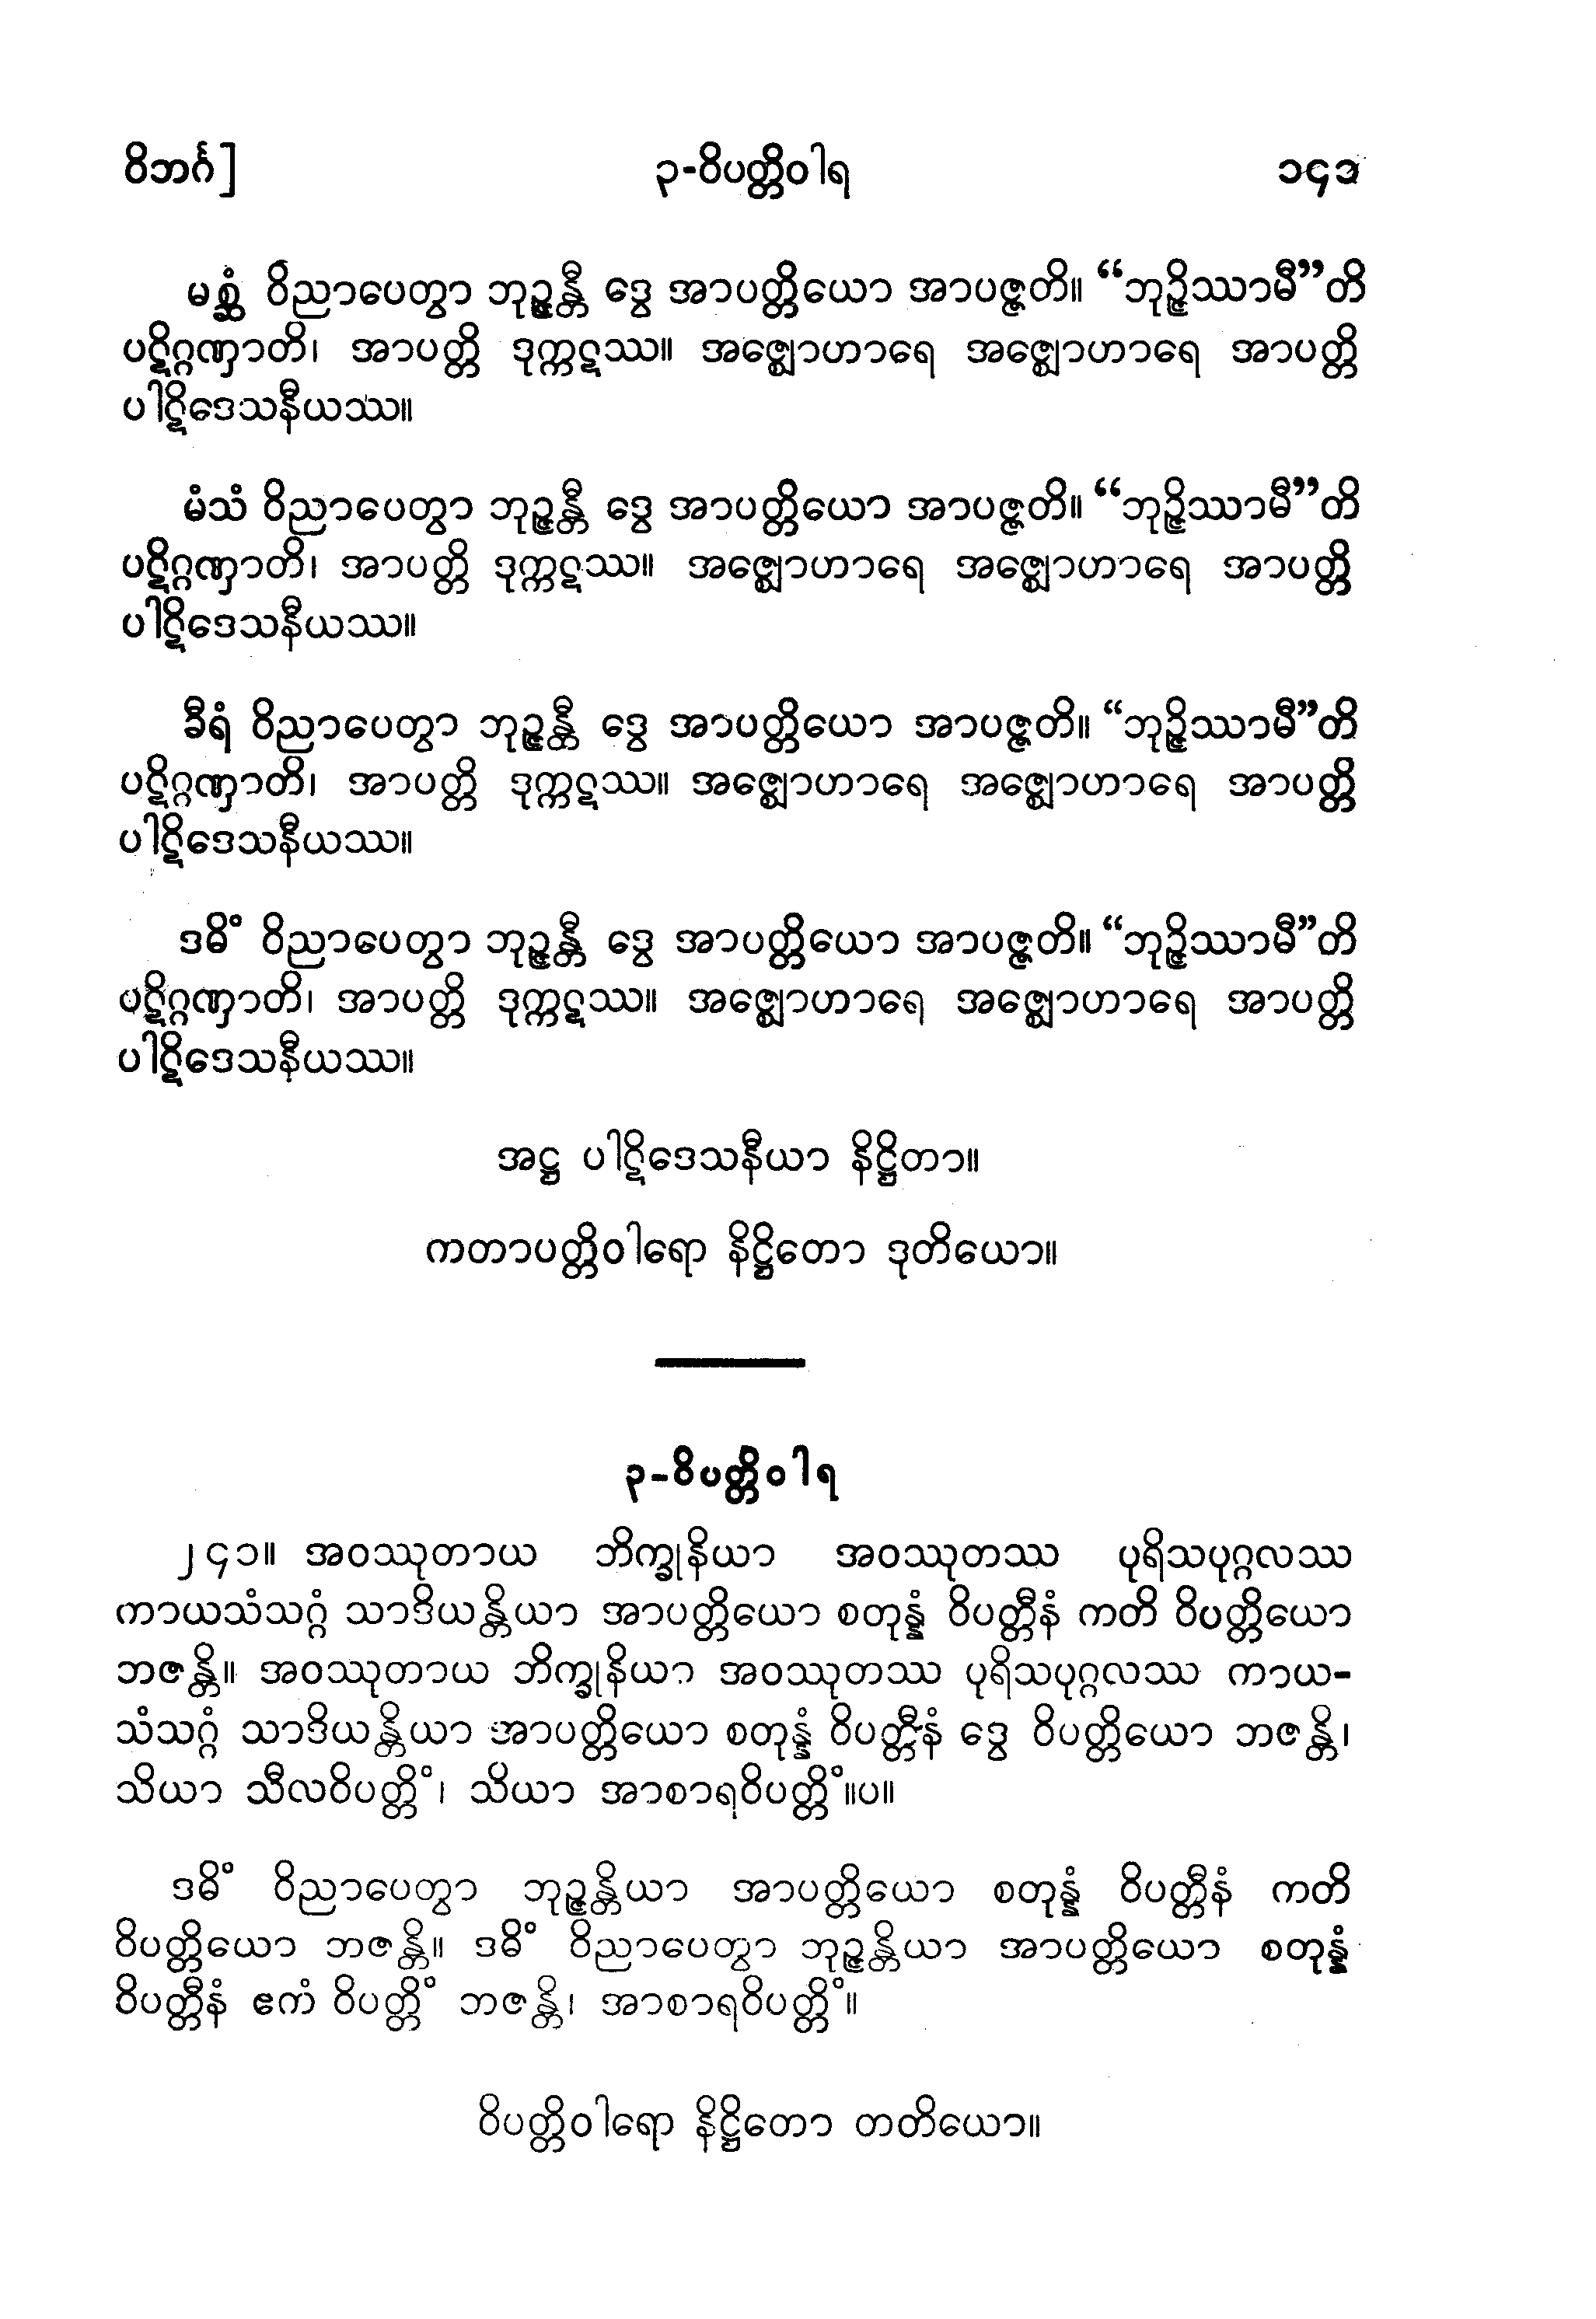 ဝိဘင်္ဂ] ၃-ဝိပတ္တိဝါရ ၁၄ဒ
မစ္ဆံ ဝိညာပေတွာ ဘုဉ္ဇန္တီ ဒွေ အာပတ္တိယော အာပဇ္ဇတိ။ “ဘုဉ္ဇိဿာမီ”တိ
ပဋိဂ္ဂဏှာတိ၊ အာပတ္တိ ဒုက္ကဋဿ။ အဇ္ဈောဟာရေ အဇ္ဈောဟာရေ အာပတ္တိ
ပါဋိဒေသနီယဿ။
မံသံ ဝိညာပေတွာ ဘုဉ္ဇန္တီ ဒွေ အာပတ္တိယော အာပဇ္ဇတိ။ “ဘုဉ္ဇိဿာမီ”တိ
ပဋိဂ္ဂဏှာတိ၊ အာပတ္တိ ဒုက္ကဋဿ။ အဇ္ဈောဟာရေ အဇ္ဈောဟာရေ အာပတ္တိ
ပါဋိဒေသနီယဿ။
ခီရံ ဝိညာပေတွာ ဘုဉ္ဇန္တီ ဒွေ အာပတ္တိယော အာပဇ္ဇတိ။ “ဘုဉ္ဇိဿာမီ”တိ
ပဋိဂ္ဂဏှာတိ၊ အာပတ္တိ ဒုက္ကဋဿ။ အဇ္ဈောဟာရေ အဇ္ဈောဟာရေ အာပတ္တိ
ပါဋိဒေသနီယဿ။
ဒဓိံ ဝိညာပေတွာ ဘုဉ္ဇန္တီ ဒွေ အာပတ္တိယော အာပဇ္ဇတိ။ “ဘုဉ္ဇိဿာမီ”တိ
ပဋိဂ္ဂဏှာတိ၊ အာပတ္တိ ဒုက္ကဋဿ။ အဇ္ဈောဟာရေ အဇ္ဈောဟာရေ အာပတ္တိ
ပါဋိဒေသနီယဿ။
အဋ္ဌ ပါဋိဒေသနီယာ နိဋ္ဌိတာ။
ကတာပတ္တိဝါရော နိဋ္ဌိတော ဒုတိယော။
၃-ဝိပတ္တိဝါရ
၂၄၁။ အဝဿုတာယ ဘိက္ခုနိယာ အဝဿုတဿ ပုရိသပုဂ္ဂလဿ
ကာယသံသဂ္ဂံ သာဒိယန္တိယာ အာပတ္တိယော စတုန္နံ ဝိပတ္တီနံ ကတိ ဝိပတ္တိယော
ဘဇန္တိ။ အဝဿုတာယ ဘိက္ခုနိယာ အဝဿုတဿ ပုရိသပုဂ္ဂလဿ ကာယ-
သံသဂ္ဂံ သာဒိယန္တိယာ အာပတ္တိယော စတုန္နံ ဝိပတ္တီနံ ဒွေ ဝိပတ္တိယော ဘဇန္တိ၊
သိယာ သီလဝိပတ္တိံ၊ သိယာ အာစာရဝိပတ္တိံ။ပ။
ဒဓိံ ဝိညာပေတွာ ဘုဉ္ဇန္တိယာ အာပတ္တိယော စတုန္နံ ဝိပတ္တီနံ ကတိ
ဝိပတ္တိယော ဘဇန္တိ။ ဒဓိံ ဝိညာပေတွာ ဘုဉ္ဇန္တိယာ အာပတ္တိယော စတုန္နံ
ဝိပတ္တီနံ ဧကံ ဝိပတ္တိံ ဘဇန္တိ၊ အာစာရဝိပတ္တိံ။
ဝိပတ္တိဝါရော နိဋ္ဌိတော တတိယော။